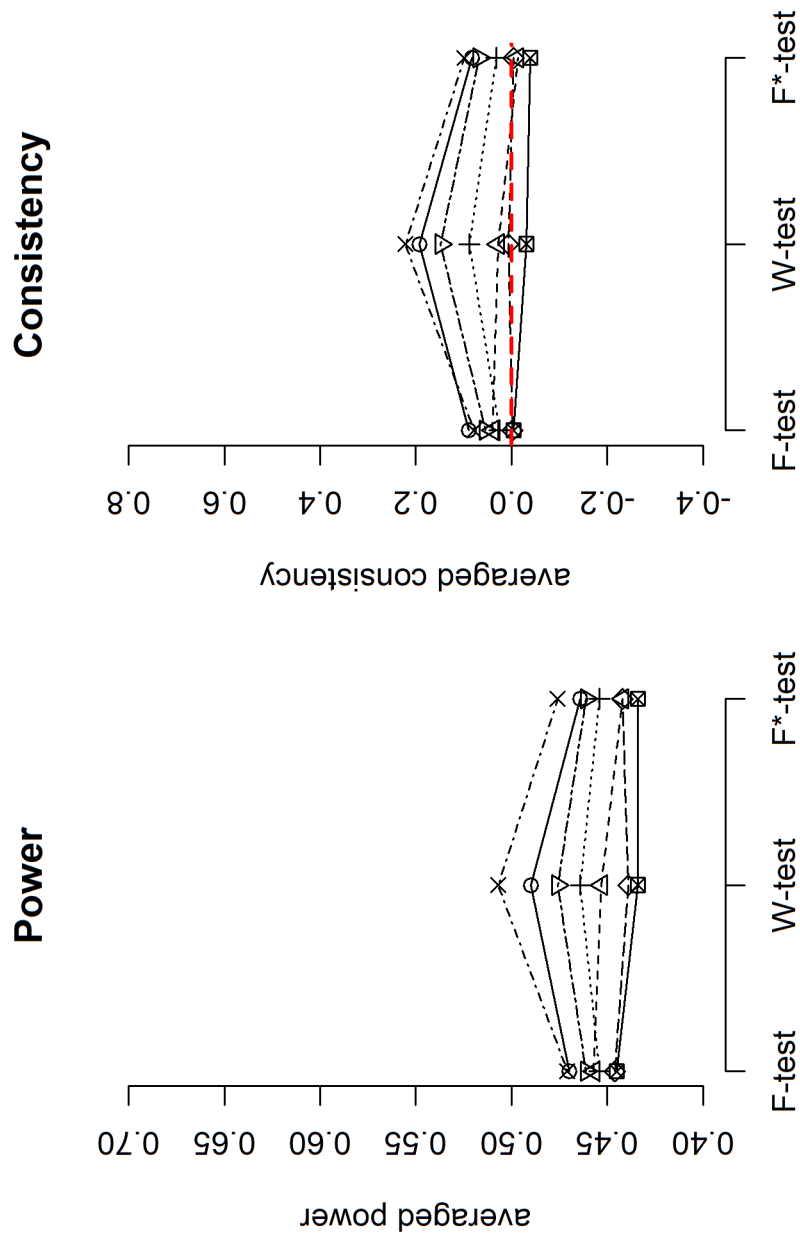 Power
averaged power
0.70
0.65
0.60
0.55
0.50
0.45
0.40
F-test
W-test
F*-test
Consistency
averaged consistency
0.8
0.6
0.4
0.2
0.0
-0.2
-0.4
F-test
W-test
F*-test